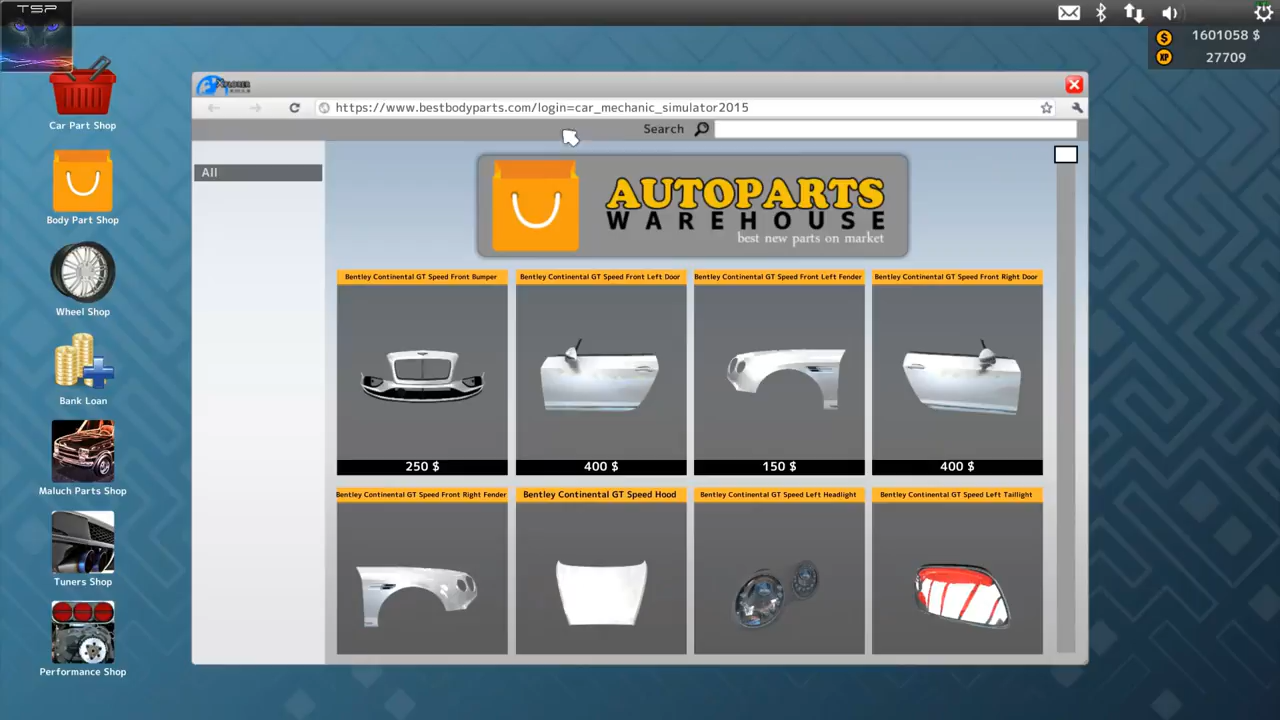 TSP
1601058 $
27709
Car Part Shop
Body Part Shop
Wheel Shop
Bank Loan
Maluch Parts Shop
Tuners Shop
Performance Shop
https://www.bestbodyparts.com/login=car_mechanic_simulator2015
Search
All
AUTOPARTS
WAREHOUSE
best new parts on market
Bentley Continental GT Speed Front Bumper
250 $
Bentley Continental GT Speed Front Left Door
400 $
Bentley Continental GT Speed Front Left Fender
150 $
Bentley Continental GT Speed Front Right Door
400 $
Bentley Continental GT Speed Front Right Fender
Bentley Continental GT Speed Hood
Bentley Continental GT Speed Left Headlight
Bentley Continental GT Speed Left Taillight